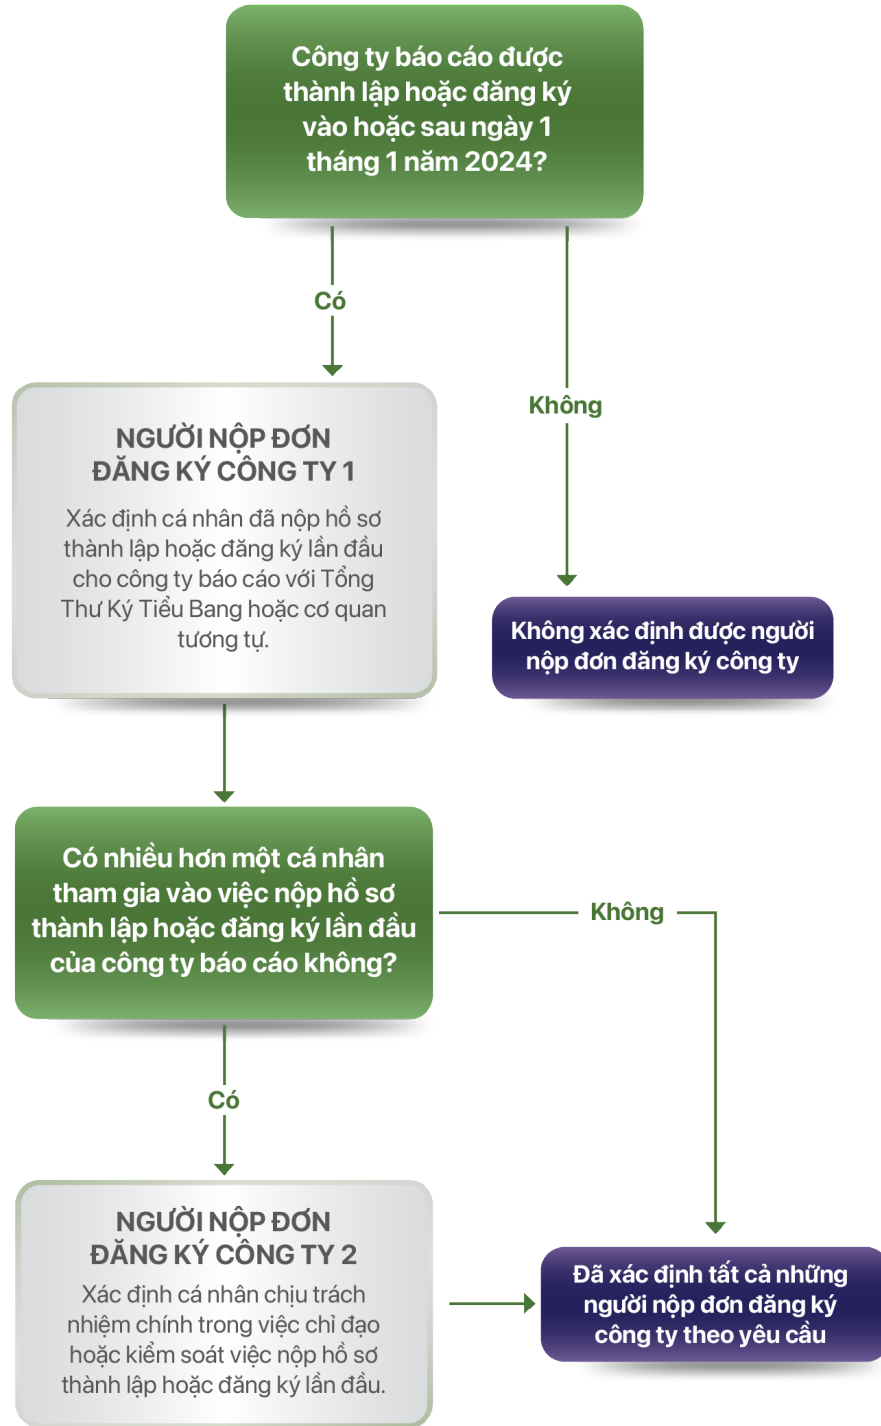 Công ty báo cáo được
thành lập hoặc đăng ký
vào hoặc sau ngày 1
tháng 1 năm 2024?
Có
Không
NGƯỜI NỘP ĐƠN
ĐĂNG KÝ CÔNG TY 1
Xác định cá nhân đã nộp hồ sơ
thành lập hoặc đăng ký lần đầu
cho công ty báo cáo với Tổng
Thư Ký Tiểu Bang hoặc cơ quan
tương tự.
Không xác định được người
nộp đơn đăng ký công ty
Có nhiều hơn một cá nhân
tham gia vào việc nộp hồ sơ
thành lập hoặc đăng ký lần đầu
của công ty báo cáo không?
Không
Có
NGƯỜI NỘP ĐƠN
ĐĂNG KÝ CÔNG TY 2
Xác định cá nhân chịu trách
nhiệm chính trong việc chỉ đạo
hoặc kiểm soát việc nộp hồ sơ
thành lập hoặc đăng ký lần đầu.
Đã xác định tất cả những
người nộp đơn đăng ký
công ty theo yêu cầu